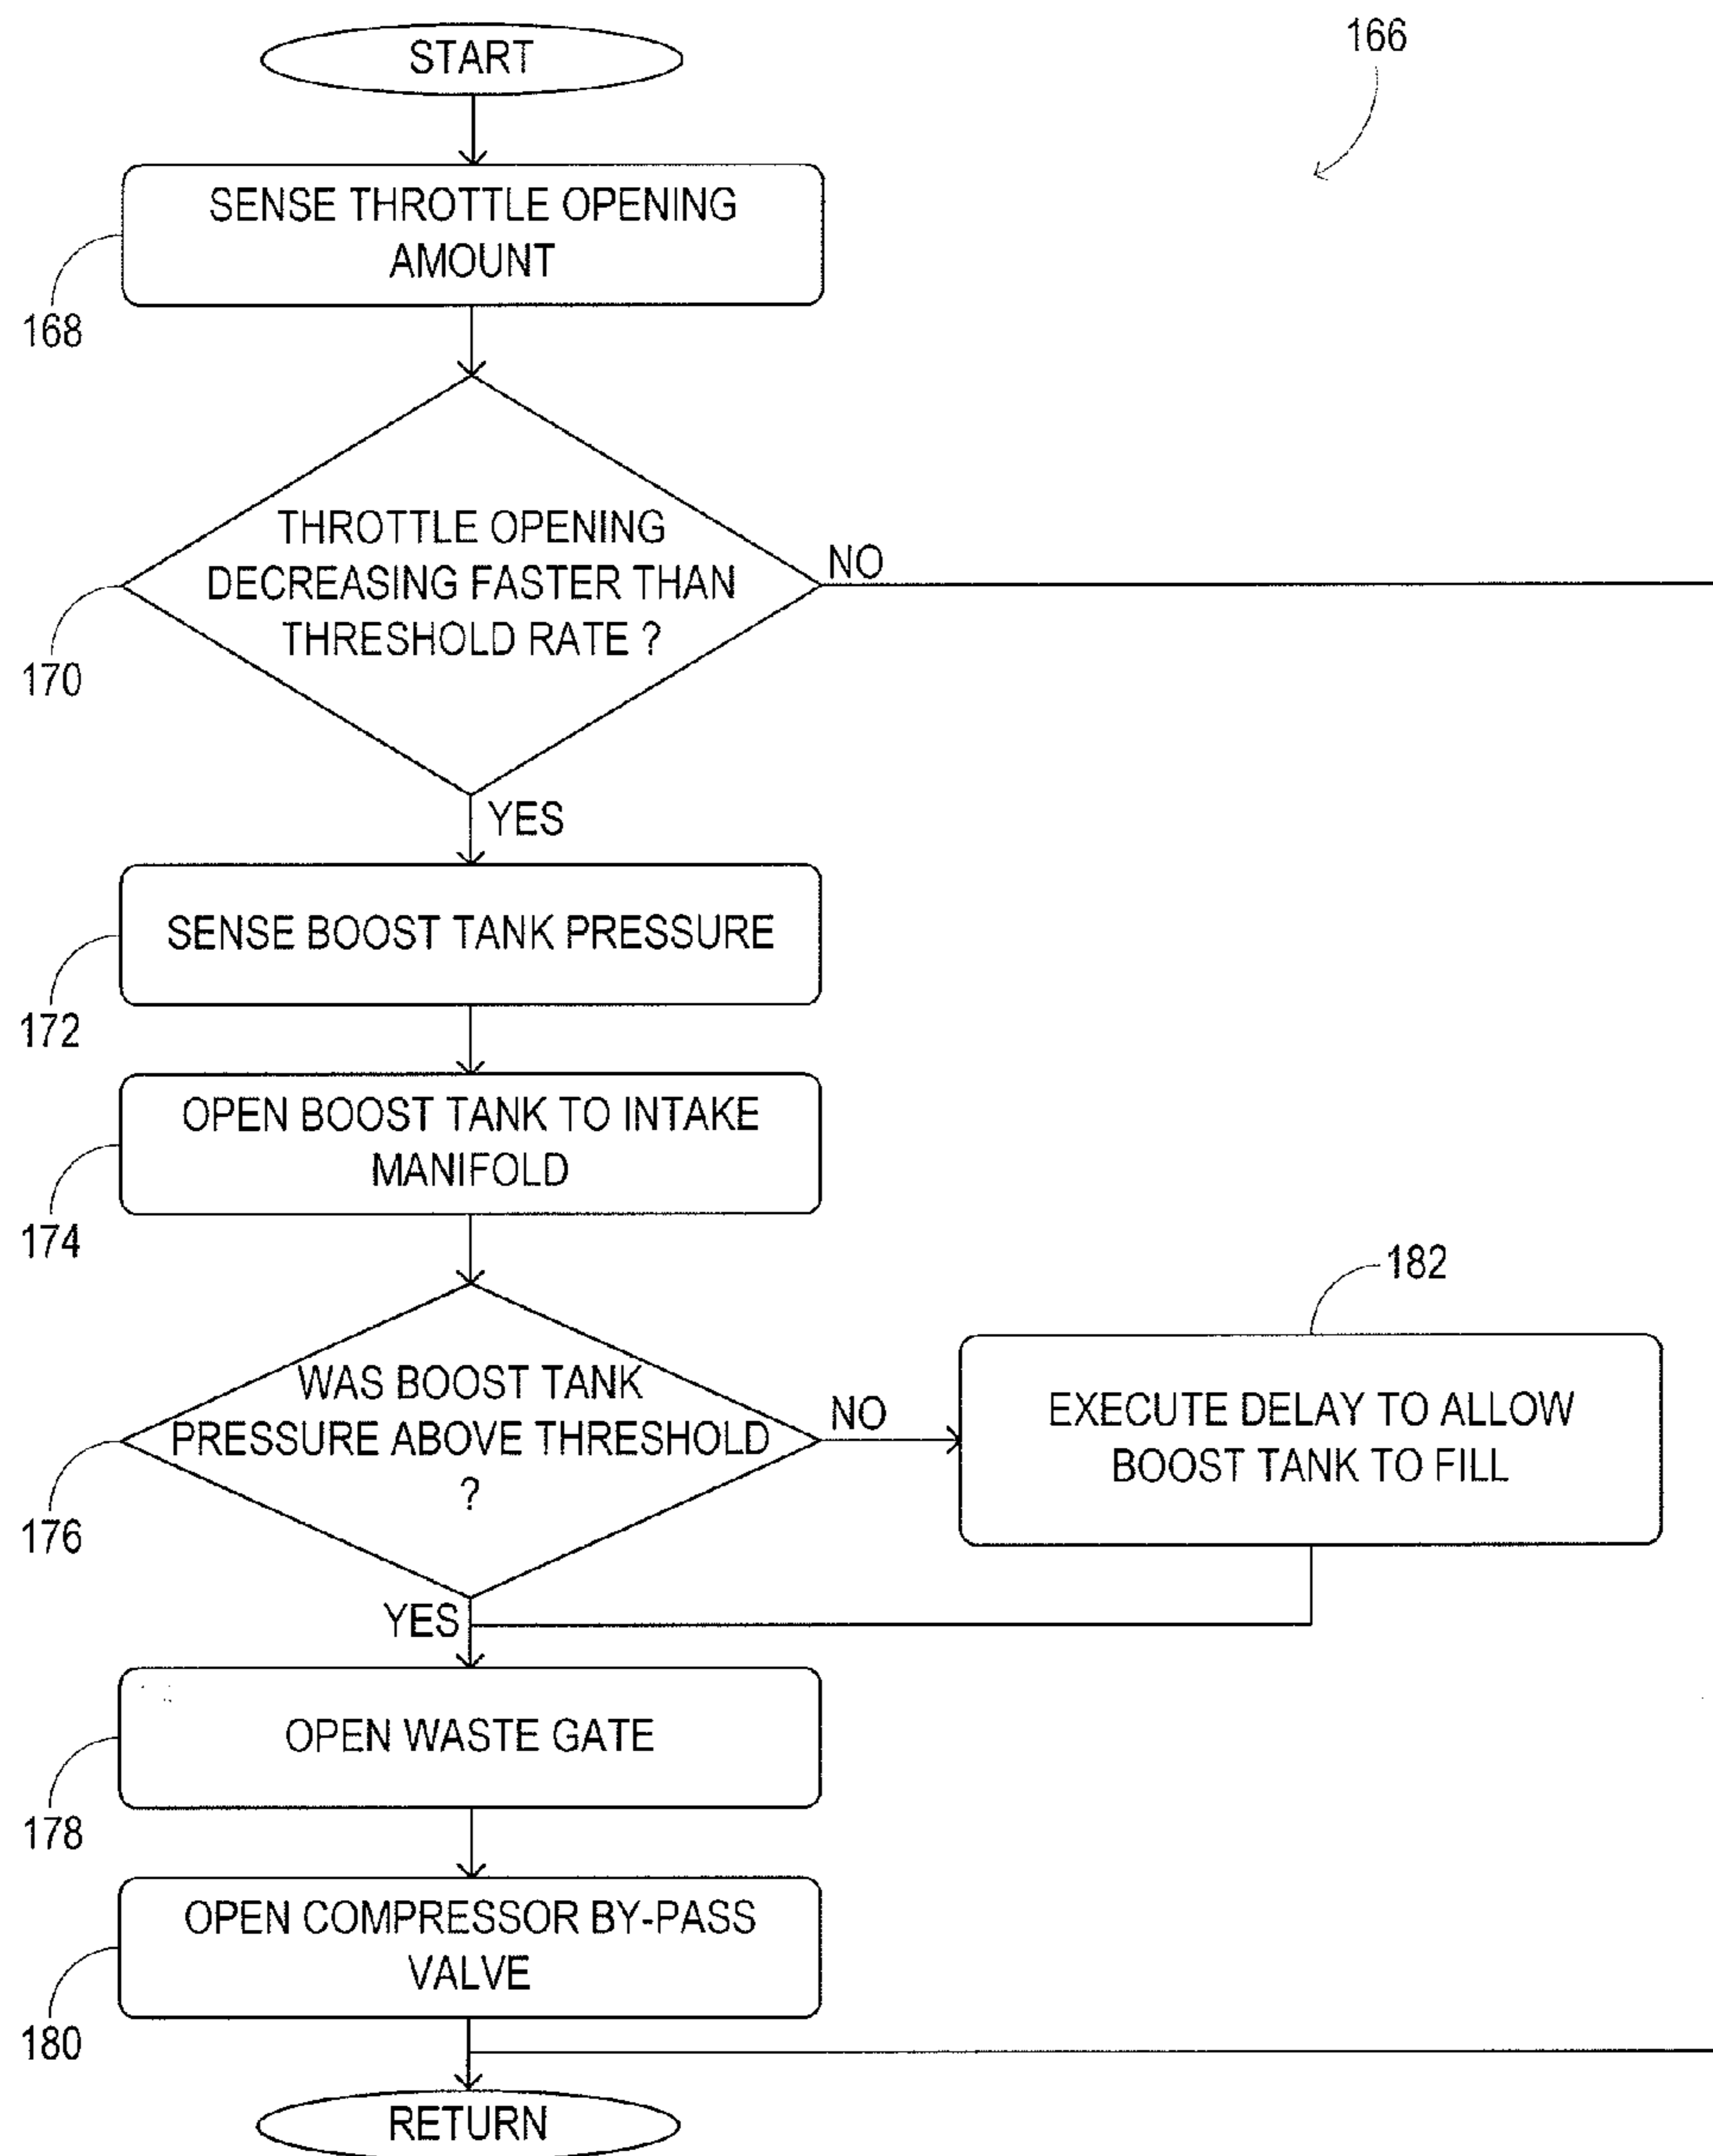 START
166
SENSE THROTTLE OPENING
AMOUNT
168
THROTTLE OPENING
DECREASING FASTER THAN
THRESHOLD RATE ?
NO
170
YES
SENSE BOOST TANK PRESSURE
172
OPEN BOOST TANK TO INTAKE
MANIFOLD
174
182
WAS BOOST TANK
PRESSURE ABOVE THRESHOLD
?
NO
EXECUTE DELAY TO ALLOW
BOOST TANK TO FILL
176
YES
OPEN WASTE GATE
178
OPEN COMPRESSOR BY-PASS
VALVE
180
RETURN